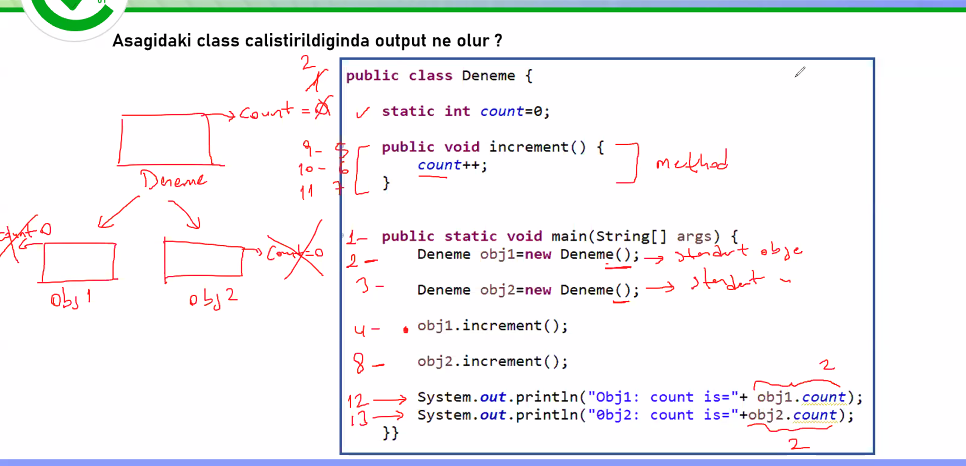 Asagidaki class calistirildiginda output ne olur ?
2
1
public class Deneme {
count = 0
static int count=0;
9- 5 public void increment() {
10- 6 count++;
method
11 7 }
Deneme
1- public static void main(String[] args) {
2- Deneme obj1=new Deneme(); → standart obje
count=0
count=0
3- Deneme obj2=new Deneme(); → standart "
obj1
obj2
4- obj1.increment();
8- obj2.increment();
2
12 → System.out.println("Obj1: count is="+ obj1.count);
13 → System.out.println("Obj2: count is="+obj2.count);
}}
2